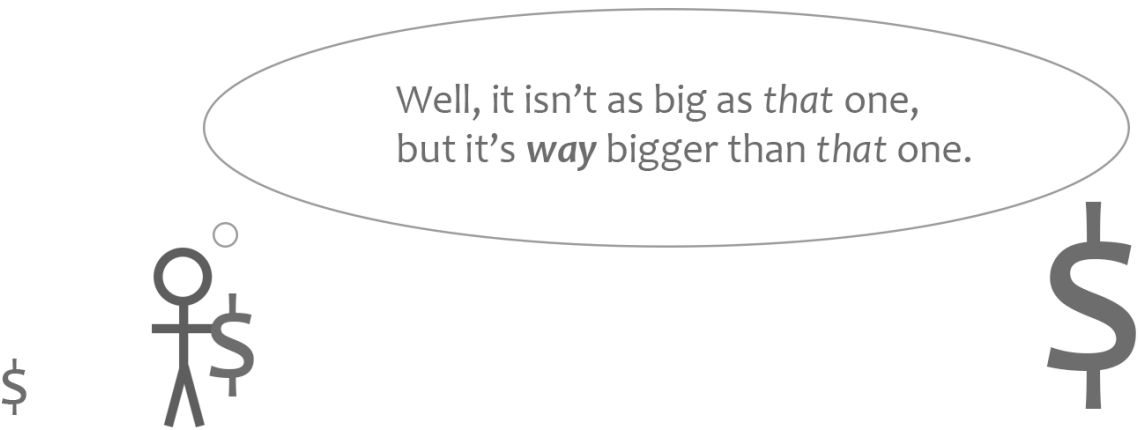 Well, it isn’t as big as that one,
but it’s way bigger than that one.
$
$
$